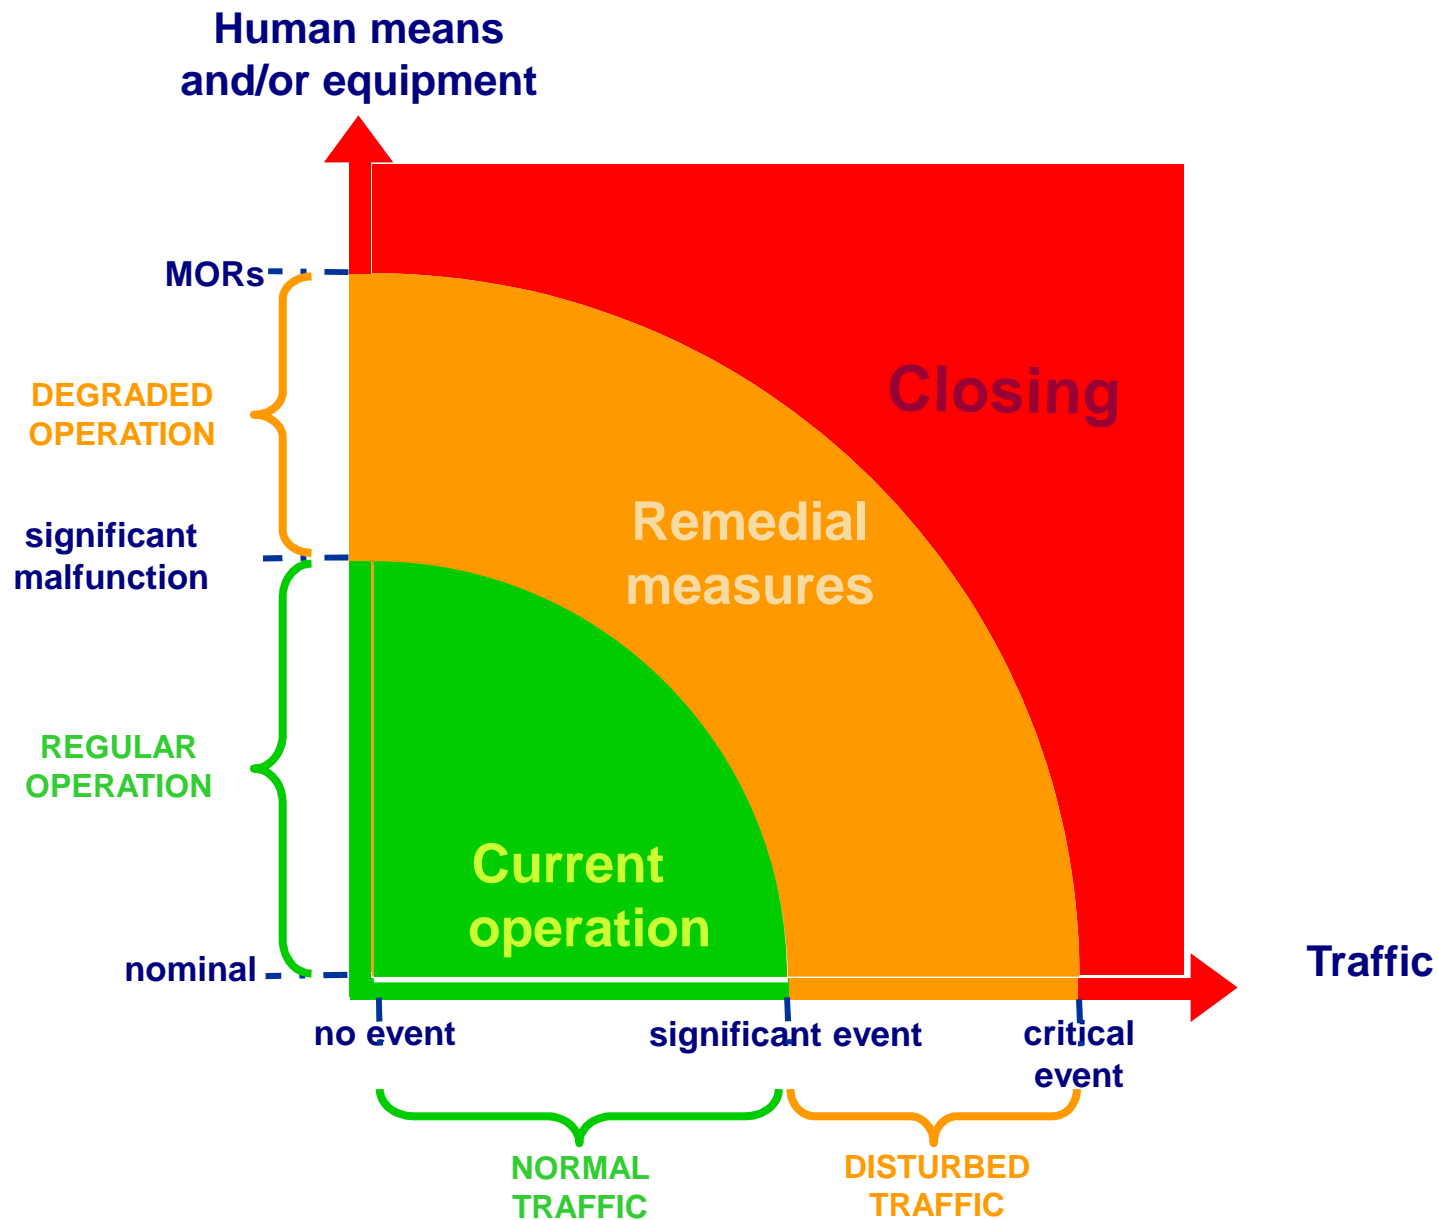 Human means
and/or equipment
MORs
DEGRADED
OPERATION
Closing
Remedial
measures
significant
malfunction
REGULAR
OPERATION
Current
operation
nominal
Traffic
no event
significant event
critical
event
NORMAL
TRAFFIC
DISTURBED
TRAFFIC